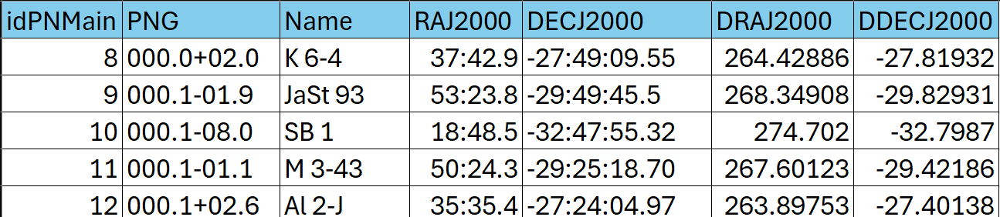 idPNMain PNG Name RAJ2000 DECJ2000 DRAJ2000 DDECJ2000
8 000.0+02.0 K 6-4 37:42.9 -27:49:09.55 264.42886 -27.81932
9 000.1-01.9 JaSt 93 53:23.8 -29:49:45.5 268.34908 -29.82931
10 000.1-08.0 SB 1 18:48.5 -32:47:55.32 274.702 -32.7987
11 000.1-01.1 M 3-43 50:24.3 -29:25:18.70 267.60123 -29.42186
12 000.1+02.6 Al 2-J 35:35.4 -27:24:04.97 263.89753 -27.40138